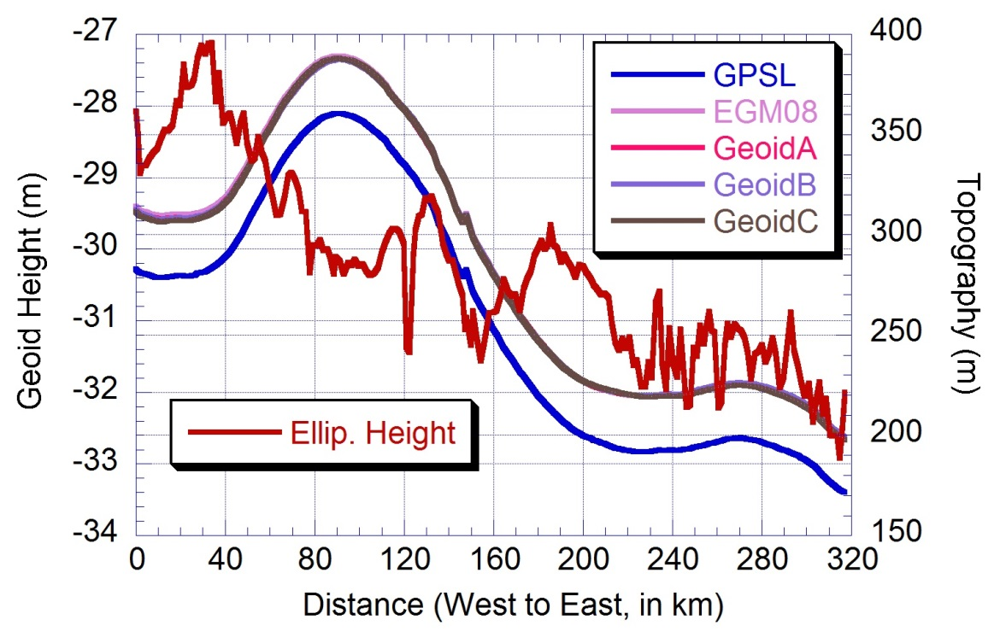 -27
-28
-29
-30
-31
-32
-33
-34
Geoid Height (m)
400
350
300
250
200
150
Topography (m)
GPSL
EGM08
GeoidA
GeoidB
GeoidC
Ellip. Height
0 40 80 120 160 200 240 280 320
Distance (West to East, in km)